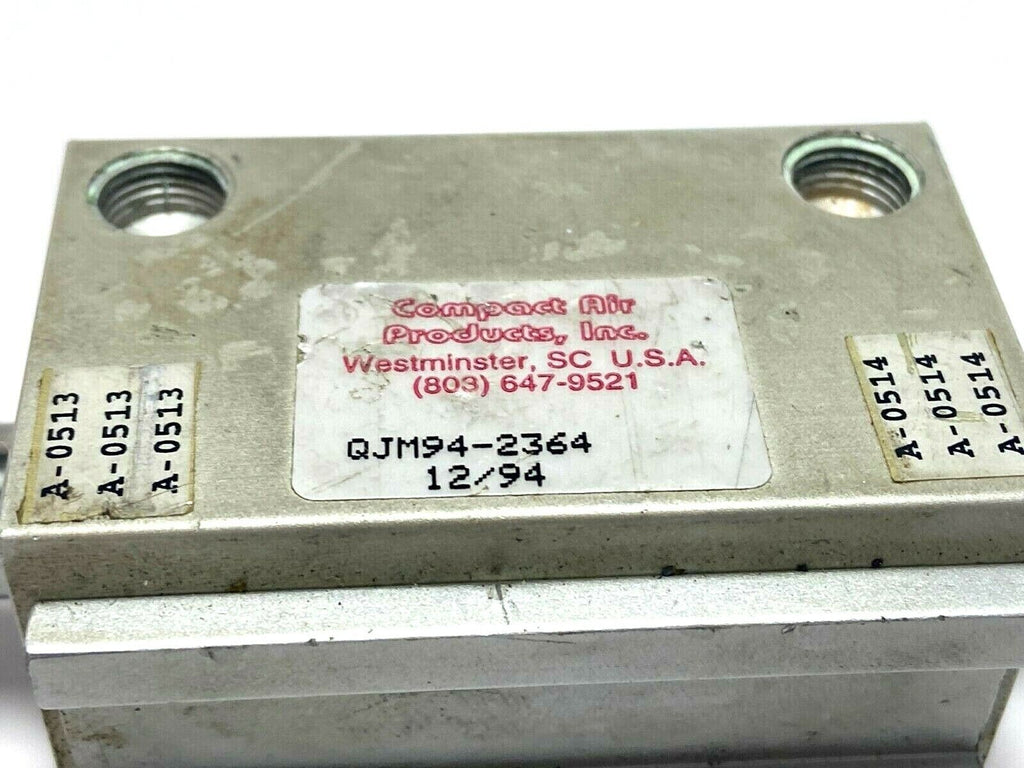 Compact Air
Products, Inc.
Westminster, SC U.S.A.
(803) 647-9521
QJM94-2364
12/94
A-0513
A-0513
A-0513
A-0514
A-0514
A-0514